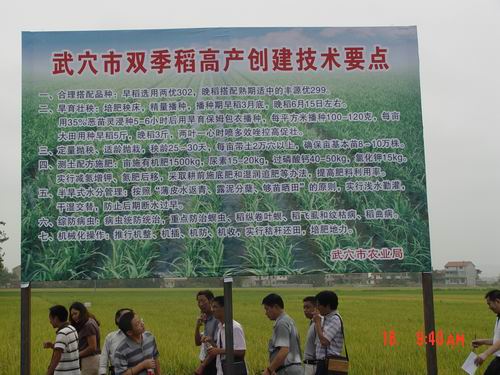 武穴市双季稻高产创建技术要点
一、合理搭配品种：早稻选用两优302，晚稻搭配熟期适中的丰源优299。
二、旱育壮秧：培肥秧床，精量播种，播种期早稻3月底，晚稻6月15日左右。
用35%恶苗灵浸种5-6小时后用旱育保姆包衣播种，每平方米播种100-120克，每亩
大田用种早稻5斤，晚稻3斤，两叶一心时喷多效唑控高促壮。
三、定量抛秧：适龄抛栽，秧龄25-30天，每亩带土2万穴以上，确保亩基本苗8-10万株。
四、测土配方施肥：亩施有机肥1500kg，尿素15-20kg，过磷酸钙40-50kg，氯化钾15kg。
实行减氮增钾、氮肥后移，采取耕前施底肥和湿润追肥等办法，提高肥料利用率。
五、半旱式水分管理：按照“薄皮水返青、露泥分蘖、够苗晒田”的原则，实行浅水勤灌，
干湿交替，防止后期断水过早。
六、综防病虫：病虫统防统治，重点防治螟虫、稻纵卷叶螟、稻飞虱和纹枯病、稻曲病。
七、机械化操作：推行机整、机插、机防、机收，实行秸秆还田，培肥地力。
武穴市农业局
18 9:40AM